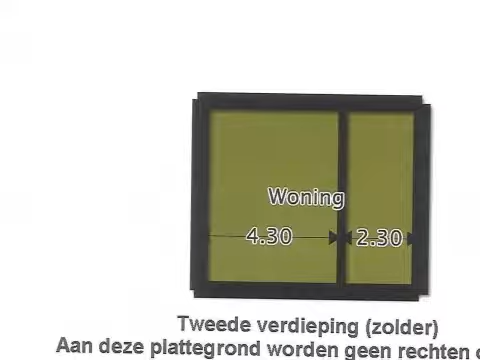 Woning
4.30 2.30
Tweede verdieping (zolder)
Aan deze plattegrond worden geen rechten